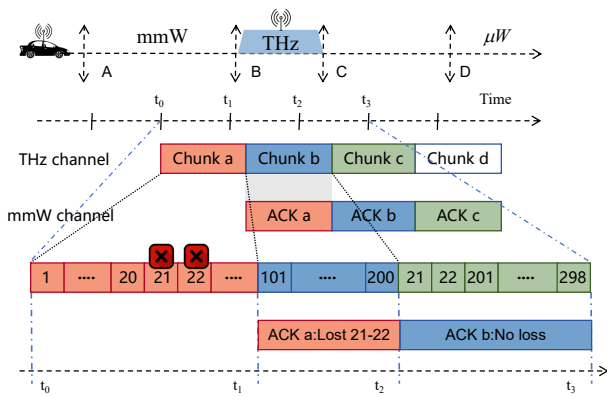 mmW
THz
μW
A
B
C
D
t0
t1
t2
t3
Time
THz channel
Chunk a
Chunk b
Chunk c
Chunk d
mmW channel
ACK a
ACK b
ACK c
1
....
20
21
22
....
101
....
200
21
22
201
....
298
ACK a:Lost 21-22
ACK b:No loss
t0
t1
t2
t3